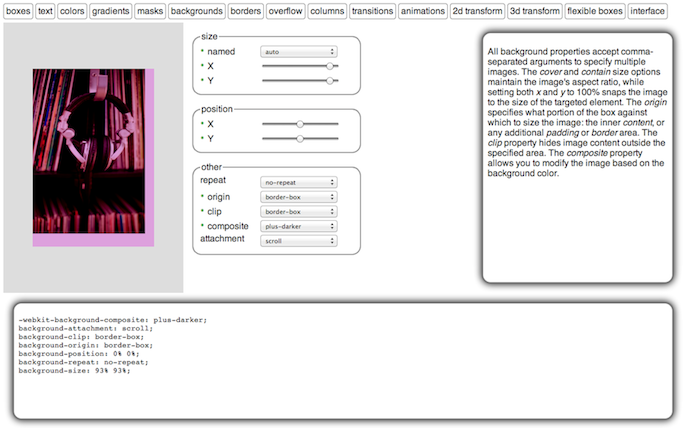 boxes text colors gradients masks backgrounds borders overflow columns transitions animations 2d transform 3d transform flexible boxes interface
size
named auto
X
Y
position
X
Y
other
repeat no-repeat
origin border-box
clip border-box
composite plus-darker
attachment scroll
All background properties accept comma-
separated arguments to specify multiple
images. The cover and contain size options
maintain the image's aspect ratio, while
setting both x and y to 100% snaps the image
to the size of the targeted element. The origin
specifies what portion of the box against
which to size the image: the inner content, or
any additional padding or border area. The
clip property hides image content outside the
specified area. The composite property
allows you to modify the image based on the
background color.
-webkit-background-composite: plus-darker;
background-attachment: scroll;
background-clip: border-box;
background-origin: border-box;
background-position: 0% 0%;
background-repeat: no-repeat;
background-size: 93% 93%;